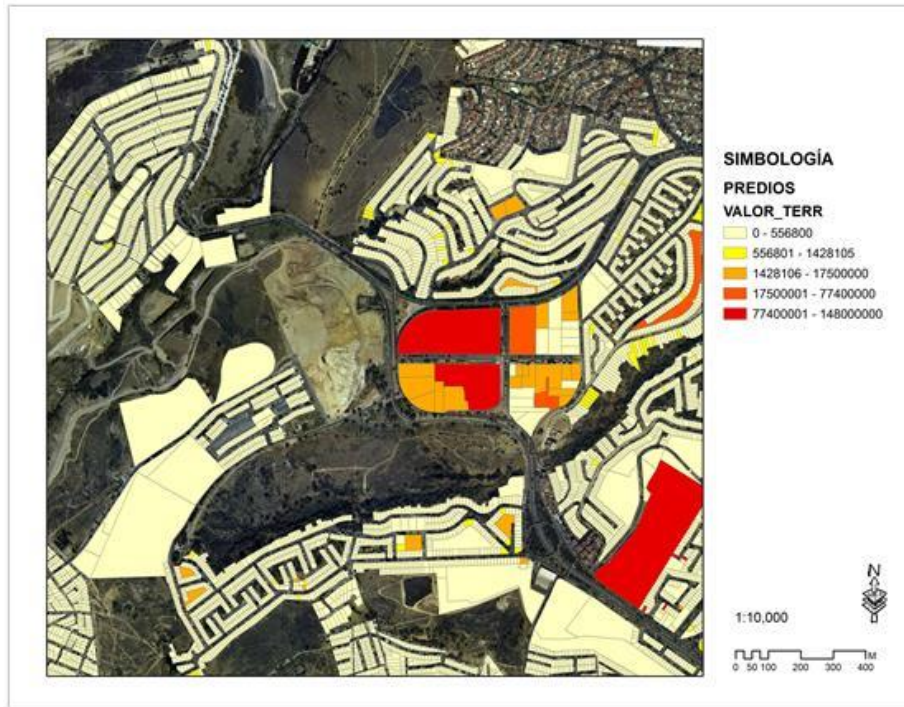 SIMBOLOGÍA
PREDIOS
VALOR_TERR
0 - 556800
556801 - 1428105
1428106 - 17500000
17500001 - 77400000
77400001 - 148000000
N
1:10,000
M
0 50 100 200 300 400